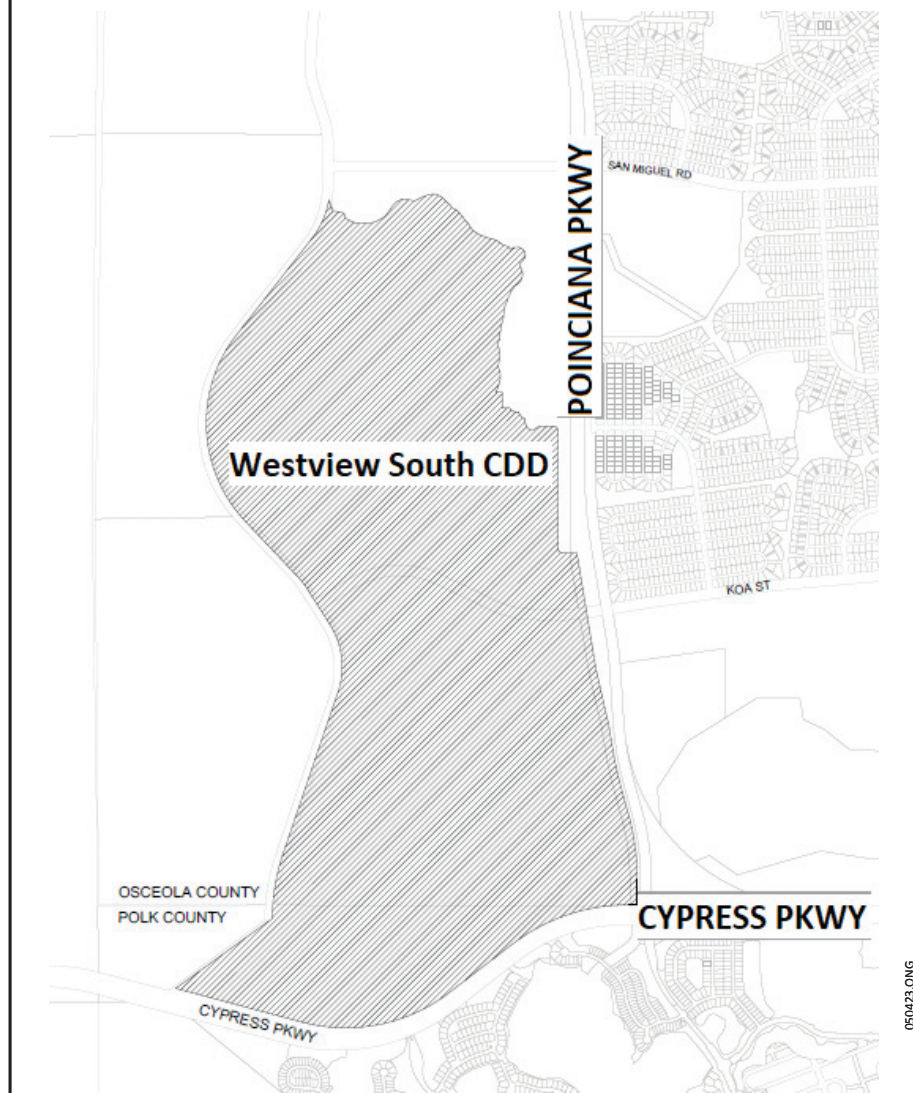 SAN MIGUEL RD
POINCIANA PKWY
Westview South CDD
KOA ST
OSCEOLA COUNTY
POLK COUNTY
CYPRESS PKWY
CYPRESS PKWY
050423.ONG